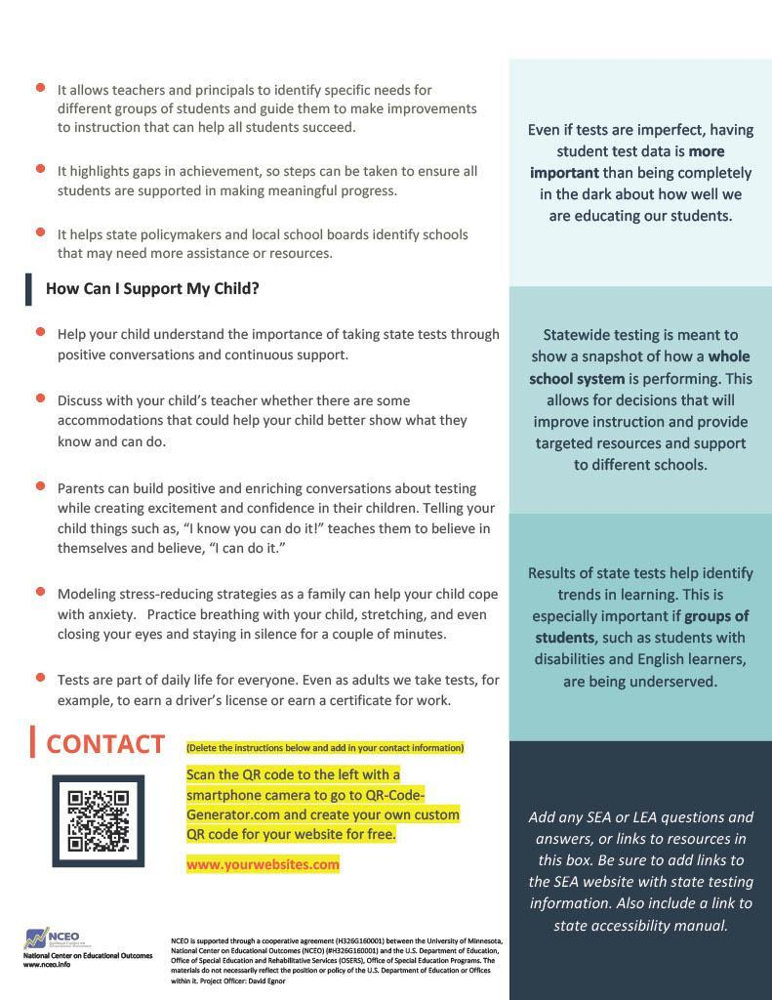 It allows teachers and principals to identify specific needs for
different groups of students and guide them to make improvements
to instruction that can help all students succeed.
It highlights gaps in achievement, so steps can be taken to ensure all
students are supported in making meaningful progress.
It helps state policymakers and local school boards identify schools
that may need more assistance or resources.
How Can I Support My Child?
Help your child understand the importance of taking state tests through
positive conversations and continuous support.
Discuss with your child's teacher whether there are some
accommodations that could help your child better show what they
know and can do.
Parents can build positive and enriching conversations about testing
while creating excitement and confidence in their children. Telling your
child things such as, “I know you can do it!” teaches them to believe in
themselves and believe, “I can do it.”
Modeling stress-reducing strategies as a family can help your child cope
with anxiety.   Practice breathing with your child, stretching, and even
closing your eyes and staying in silence for a couple of minutes.
Tests are part of daily life for everyone. Even as adults we take tests, for
example, to earn a driver's license or earn a certificate for work.
CONTACT
(Delete the instructions below and add in your contact information)
Scan the QR code to the left with a
smartphone camera to go to QR-Code-
Generator.com and create your own custom
QR code for your website for free.
www.yourwebsites.com
NCEO
National Center on Educational Outcomes
www.nceo.info
NCEO is supported through a cooperative agreement (H326G160001) between the University of Minnesota,
National Center on Educational Outcomes (NCEO) (#H326G160001) and the U.S. Department of Education,
Office of Special Education and Rehabilitative Services (OSERS), Office of Special Education Programs. The
materials do not necessarily reflect the position or policy of the U.S. Department of Education or Offices
within it. Project Officer: David Egnor
Even if tests are imperfect, having
student test data is more
important than being completely
in the dark about how well we
are educating our students.
Statewide testing is meant to
show a snapshot of how a whole
school system is performing. This
allows for decisions that will
improve instruction and provide
targeted resources and support
to different schools.
Results of state tests help identify
trends in learning. This is
especially important if groups of
students, such as students with
disabilities and English learners,
are being underserved.
Add any SEA or LEA questions and
answers, or links to resources in
this box. Be sure to add links to
the SEA website with state testing
information. Also include a link to
state accessibility manual.